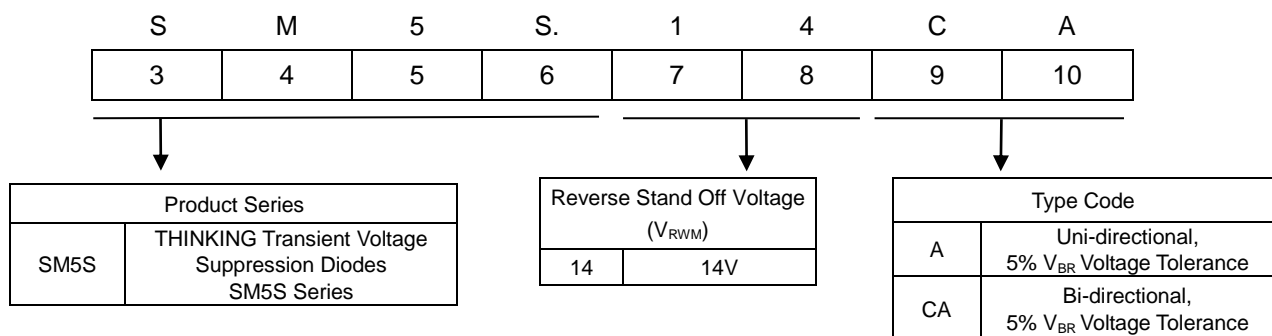 S M 5 S. 1 4 C A
3 4 5 6 7 8 9 10
Product Series
SM5S
THINKING Transient Voltage
Suppression Diodes
SM5S Series
Reverse Stand Off Voltage
(VRWM)
14 14V
Type Code
A
Uni-directional,
5% VBR Voltage Tolerance
CA
Bi-directional,
5% VBR Voltage Tolerance